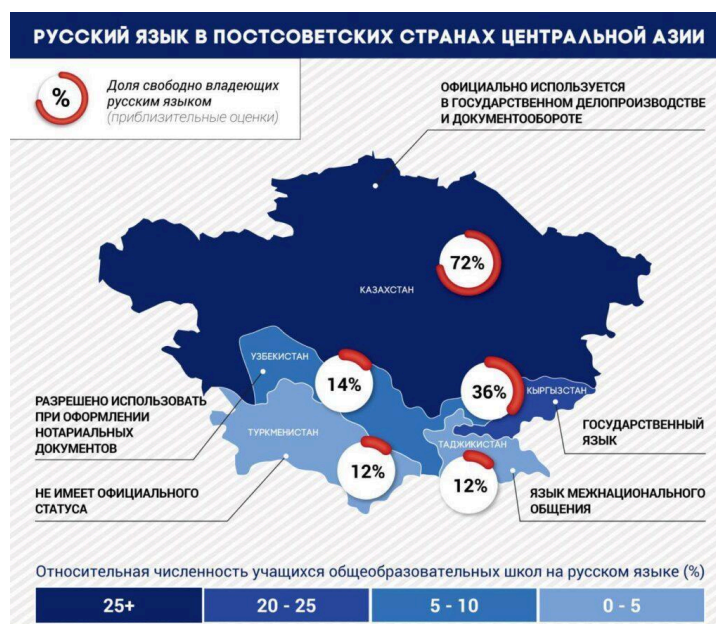 РУССКИЙ ЯЗЫК В ПОСТСОВЕТСКИХ СТРАНАХ ЦЕНТРАЛЬНОЙ АЗИИ
%
Доля свободно владеющих
русским языком
(приблизительные оценки)
ОФИЦИАЛЬНО ИСПОЛЬЗУЕТСЯ
В ГОСУДАРСТВЕННОМ ДЕЛОПРОИЗВОДСТВЕ
И ДОКУМЕНТООБОРОТЕ
72%
КАЗАХСТАН
УЗБЕКИСТАН
14%
36%
КЫРГЫЗСТАН
РАЗРЕШЕНО ИСПОЛЬЗОВАТЬ
ПРИ ОФОРМЛЕНИИ
НОТАРИАЛЬНЫХ
ДОКУМЕНТОВ
ГОСУДАРСТВЕННЫЙ
ЯЗЫК
ТУРКМЕНИСТАН
ТАДЖИКИСТАН
12%
12%
НЕ ИМЕЕТ ОФИЦИАЛЬНОГО
СТАТУСА
ЯЗЫК МЕЖНАЦИОНАЛЬНОГО
ОБЩЕНИЯ
Относительная численность учащихся общеобразовательных школ на русском языке (%)
25+
20 - 25
5 - 10
0 - 5